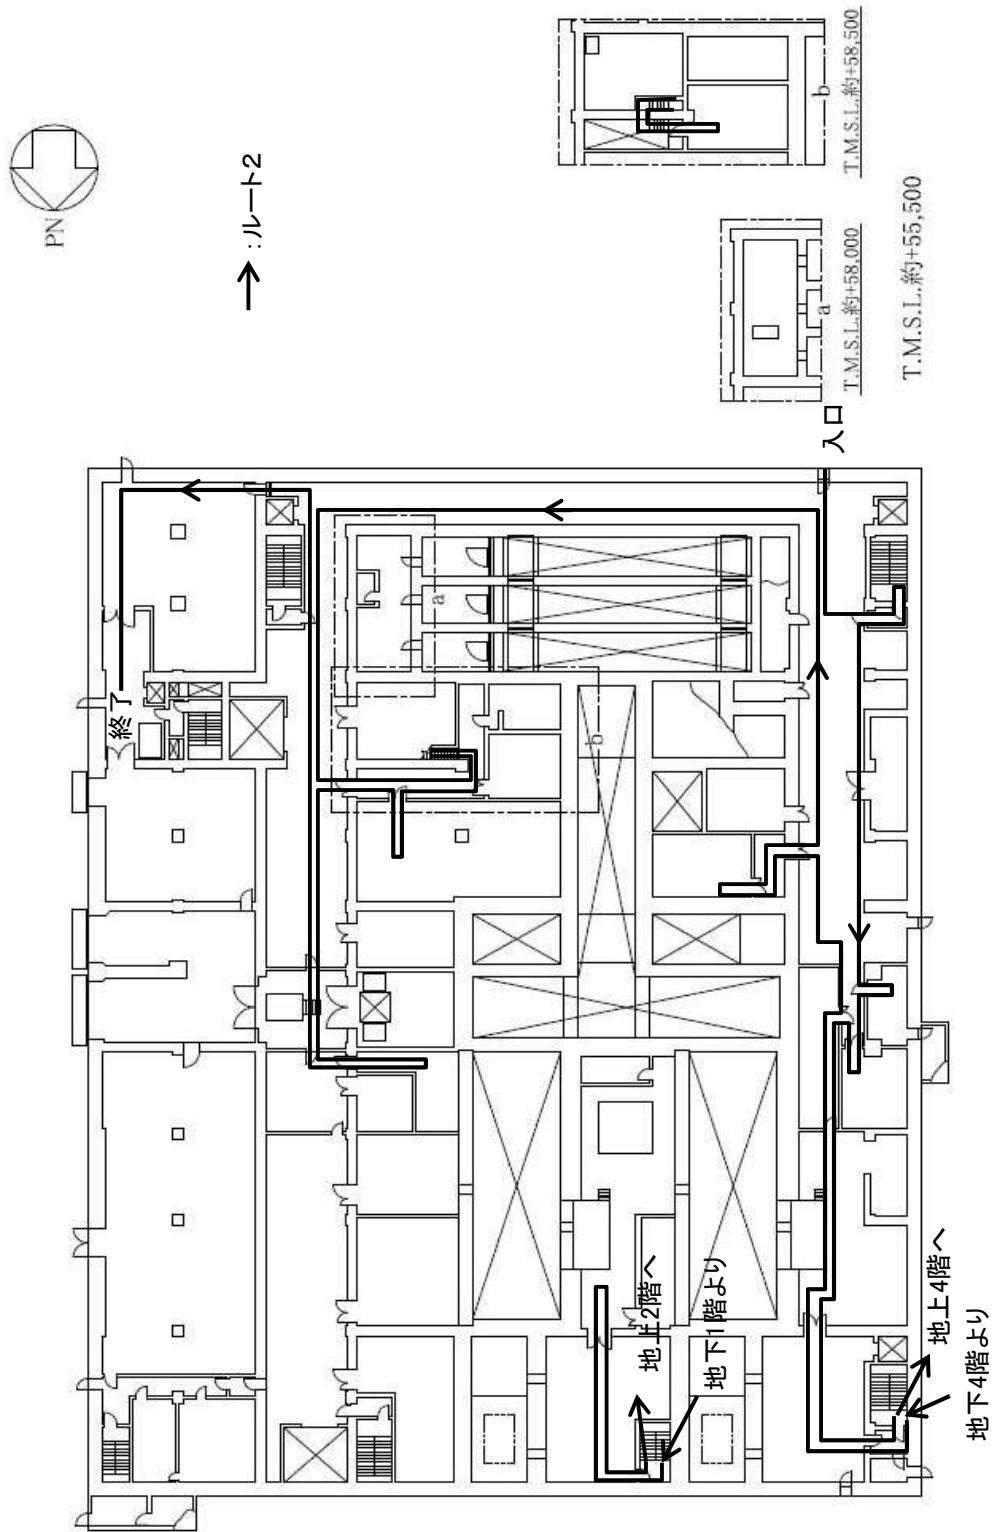 PN
:ルート2
b
T.M.S.L.約+58,500
a
T.M.S.L.約+58,000
T.M.S.L.約+55,500
入口
a
b
終了
地上2階へ
地下1階より
地上4階へ
地下4階より